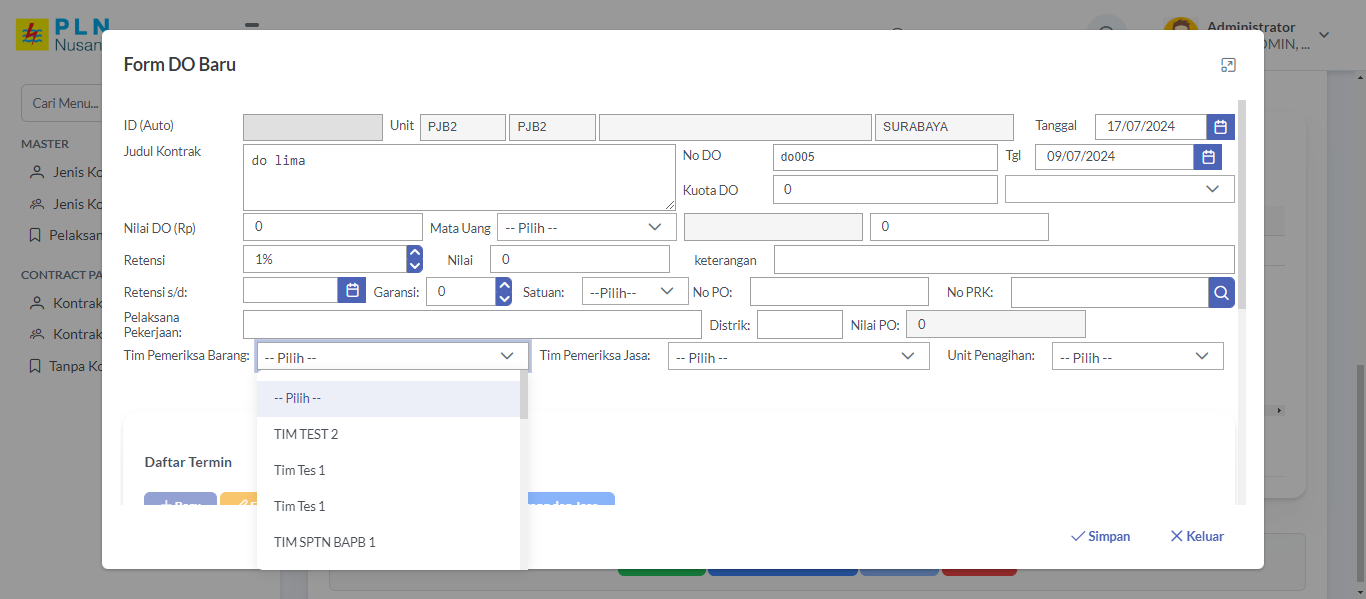 PLN
Nusan
Administrator
DMIN, ...
Form DO Baru
Cari Menu...
MASTER
Jenis Ko
Jenis Ko
Pelaksan
CONTRACT PA
Kontrak
Kontrak
Tanpa Ko
ID (Auto) Unit PJB2 PJB2 SURABAYA Tanggal 17/07/2024
Judul Kontrak do lima No DO do005 Tgl 09/07/2024
Kuota DO 0
Nilai DO (Rp) 0 Mata Uang -- Pilih -- 0
Retensi 1% Nilai 0 keterangan
Retensi s/d: Garansi: 0 Satuan: --Pilih-- No PO: No PRK:
Pelaksana
Pekerjaan: Distrik: Nilai PO: 0
Tim Pemeriksa Barang: -- Pilih -- Tim Pemeriksa Jasa: -- Pilih -- Unit Penagihan: -- Pilih --
-- Pilih --
TIM TEST 2
Tim Tes 1
Tim Tes 1
TIM SPTN BAPB 1
Daftar Termin
Simpan Keluar